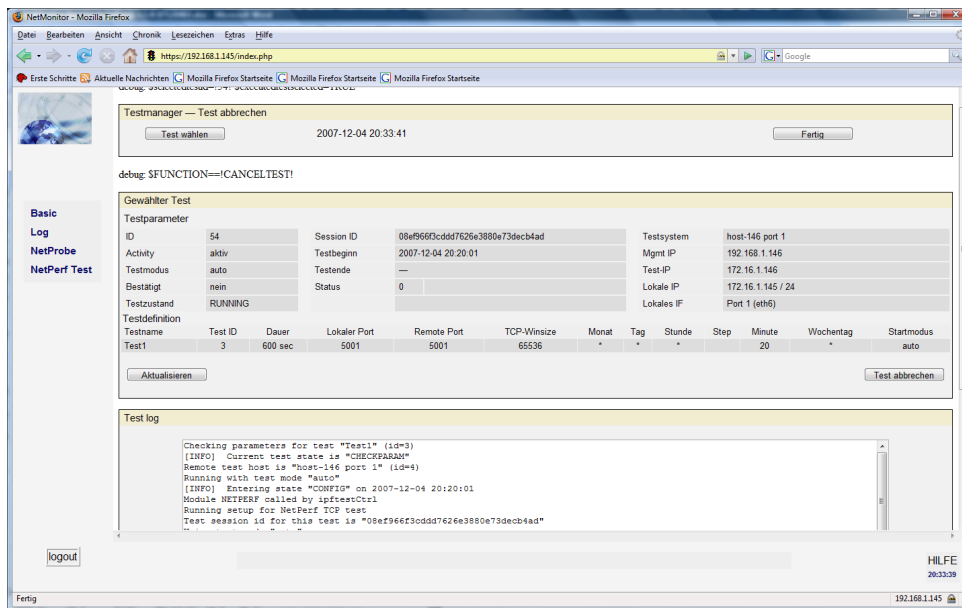 NetMonitor - Mozilla Firefox
Datei Bearbeiten Ansicht Chronik Lesezeichen Extras Hilfe
https://192.168.1.145/index.php
Google
Erste Schritte Aktuelle Nachrichten Mozilla Firefox Startseite Mozilla Firefox Startseite Mozilla Firefox Startseite
Testmanager — Test abbrechen
Test wählen 2007-12-04 20:33:41 Fertig
debug: $FUNCTION==!CANCELTEST!
Basic
Log
NetProbe
NetPerf Test
Gewählter Test
Testparameter
ID 54 Session ID 08ef966f3cddd7626e3880e73decb4ad Testsystem host-146 port 1
Activity aktiv Testbeginn 2007-12-04 20:20:01 Mgmt IP 192.168.1.146
Testmodus auto Testende — Test-IP 172.16.1.146
Bestätigt nein Status 0 Lokale IP 172.16.1.145 / 24
Testzustand RUNNING Lokales IF Port 1 (eth6)
Testdefinition
Testname Test ID Dauer Lokaler Port Remote Port TCP-Winsize Monat Tag Stunde Step Minute Wochentag Startmodus
Test1 3 600 sec 5001 5001 65536 * * * 20 * auto
Aktualisieren Test abbrechen
Test log
Checking parameters for test "Test1" (id=3)
[INFO] Current test state is "CHECKPARAM"
Remote test host is "host-146 port 1" (id=4)
Running with test mode "auto"
[INFO] Entering state "CONFIG" on 2007-12-04 20:20:01
Module NETPERF called by ipftestCtrl
Running setup for NetPerf TCP test
Test session id for this test is "08ef966f3cddd7626e3880e73decb4ad"
logout
HILFE
20:33:39
Fertig 192.168.1.145